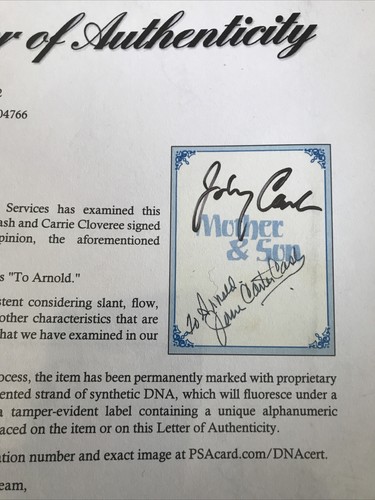 r of Authenticity
2
04766
Services has examined this
ash and Carrie Cloveree signed
pinion, the aforementioned
s "To Arnold."
stent considering slant, flow,
other characteristics that are
hat we have examined in our
Johny Cash
Mother
& Son
To Arnold
June Carter Cash
ocess, the item has been permanently marked with proprietary
ented strand of synthetic DNA, which will fluoresce under a
a tamper-evident label containing a unique alphanumeric
laced on the item or on this Letter of Authenticity.
ation number and exact image at PSAcard.com/DNAcert.
eam,